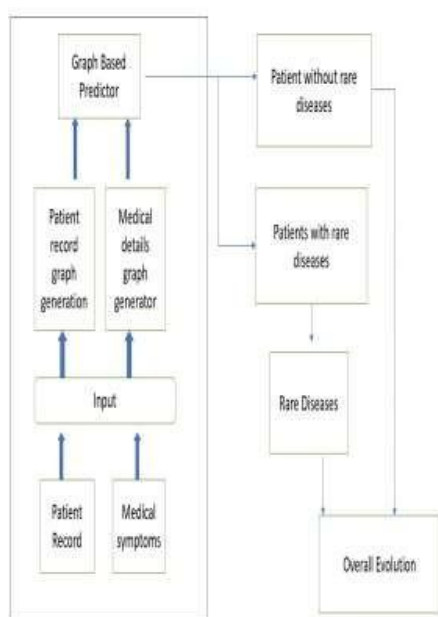 Graph Based
Predictor
Patient without rare
diseases
Patient
record
graph
generation
Medical
details
graph
generator
Patients with rare
diseases
Input
Rare Diseases
Patient
Record
Medical
symptoms
Overall Evolution